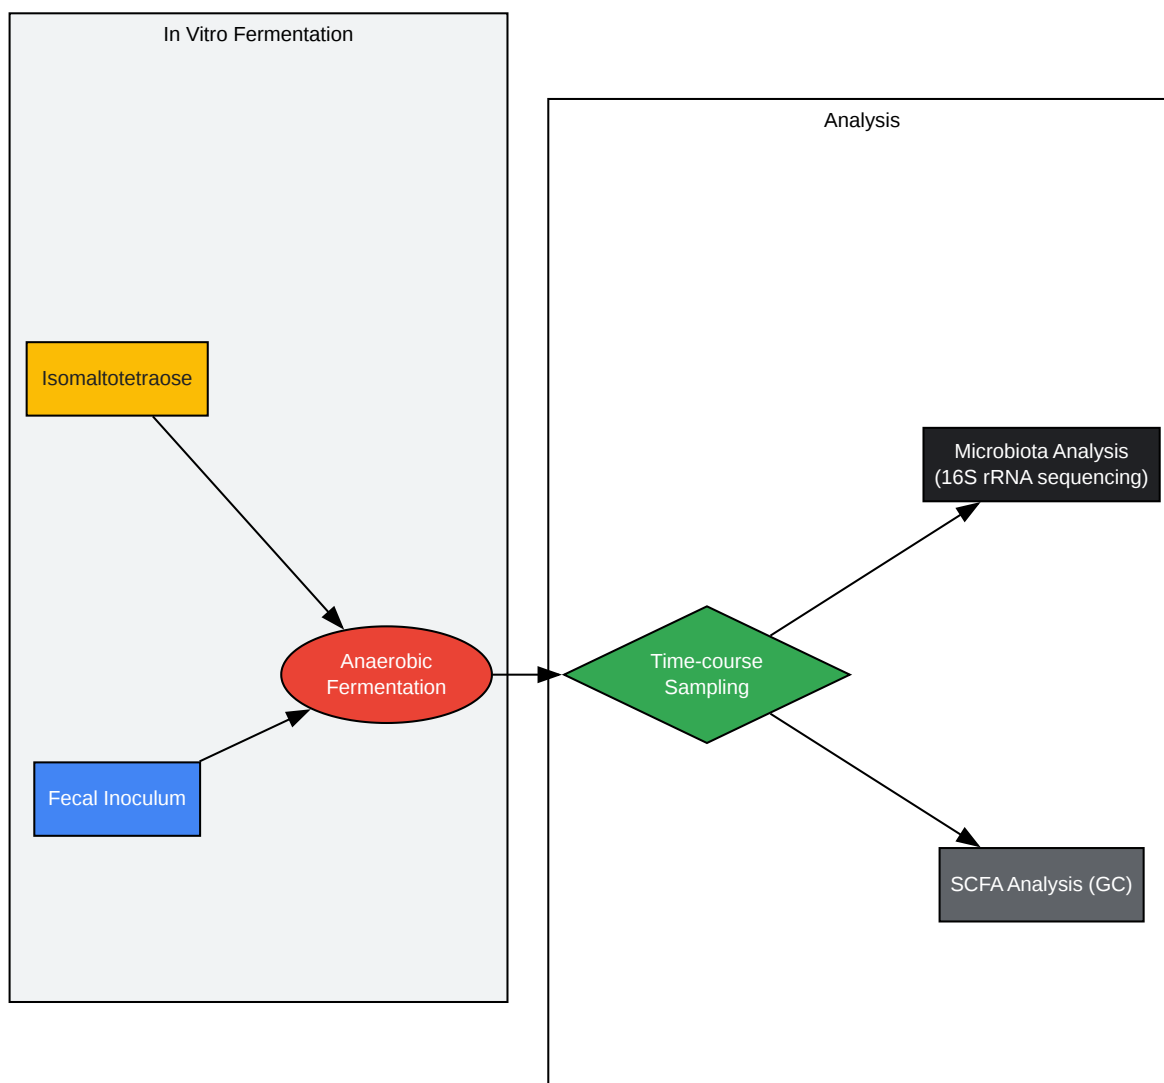 In Vitro Fermentation
Analysis
Isomaltotetraose
Fecal Inoculum
Anaerobic
Fermentation
Time-course
Sampling
Microbiota Analysis
(16S rRNA sequencing)
SCFA Analysis (GC)